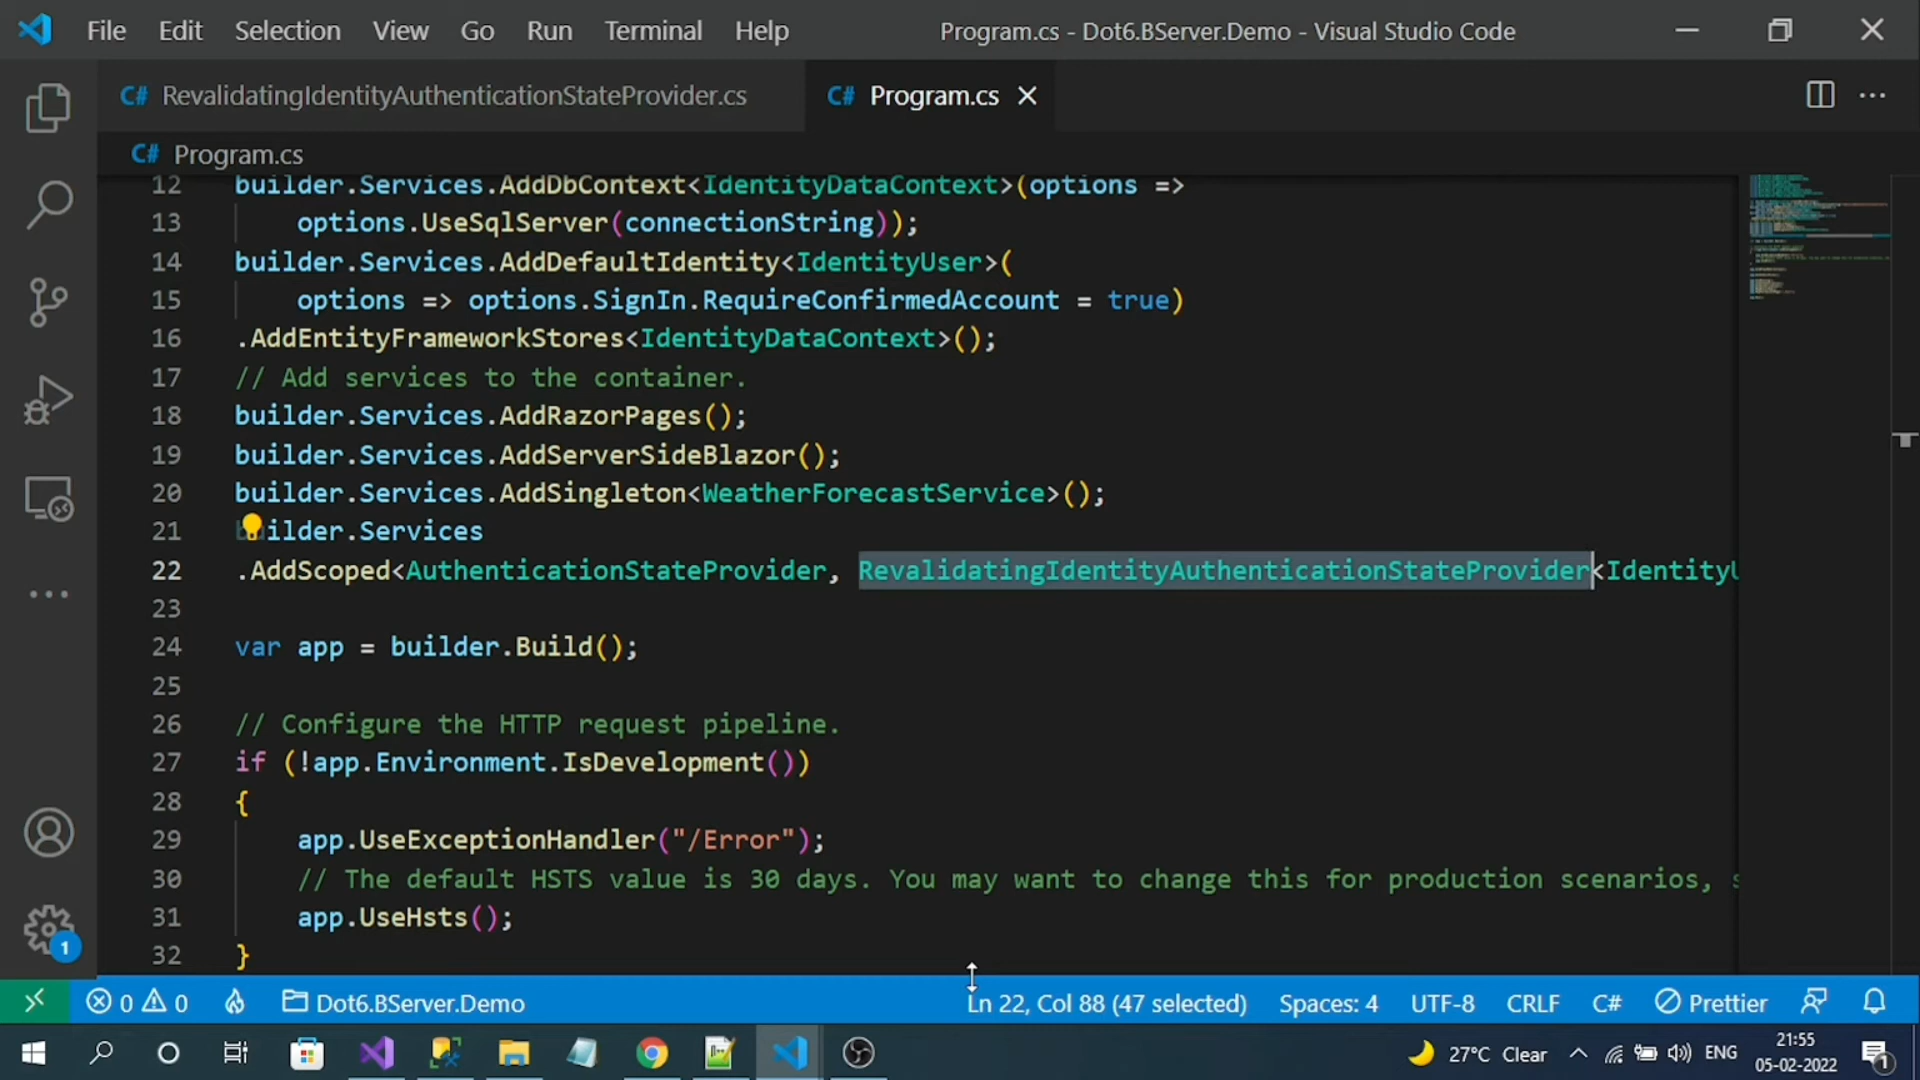 File Edit Selection View Go Run Terminal Help Program.cs - Dot6.BServer.Demo - Visual Studio Code
C# RevalidatingIdentityAuthenticationStateProvider.cs C# Program.cs
C# Program.cs
12 builder.Services.AddDbContext<IdentityDataContext>(options =>
13 options.UseSqlServer(connectionString));
14 builder.Services.AddDefaultIdentity<IdentityUser>(
15 options => options.SignIn.RequireConfirmedAccount = true)
16 .AddEntityFrameworkStores<IdentityDataContext>();
17 // Add services to the container.
18 builder.Services.AddRazorPages();
19 builder.Services.AddServerSideBlazor();
20 builder.Services.AddSingleton<WeatherForecastService>();
21 builder.Services
22 .AddScoped<AuthenticationStateProvider, RevalidatingIdentityAuthenticationStateProvider<IdentityU
23
24 var app = builder.Build();
25
26 // Configure the HTTP request pipeline.
27 if (!app.Environment.IsDevelopment())
28 {
29 app.UseExceptionHandler("/Error");
30 // The default HSTS value is 30 days. You may want to change this for production scenarios, s
31 app.UseHsts();
32 }
1
0 0 Dot6.BServer.Demo Ln 22, Col 88 (47 selected) Spaces: 4 UTF-8 CRLF C# Prettier
27°C Clear ENG 21:55
05-02-2022 1